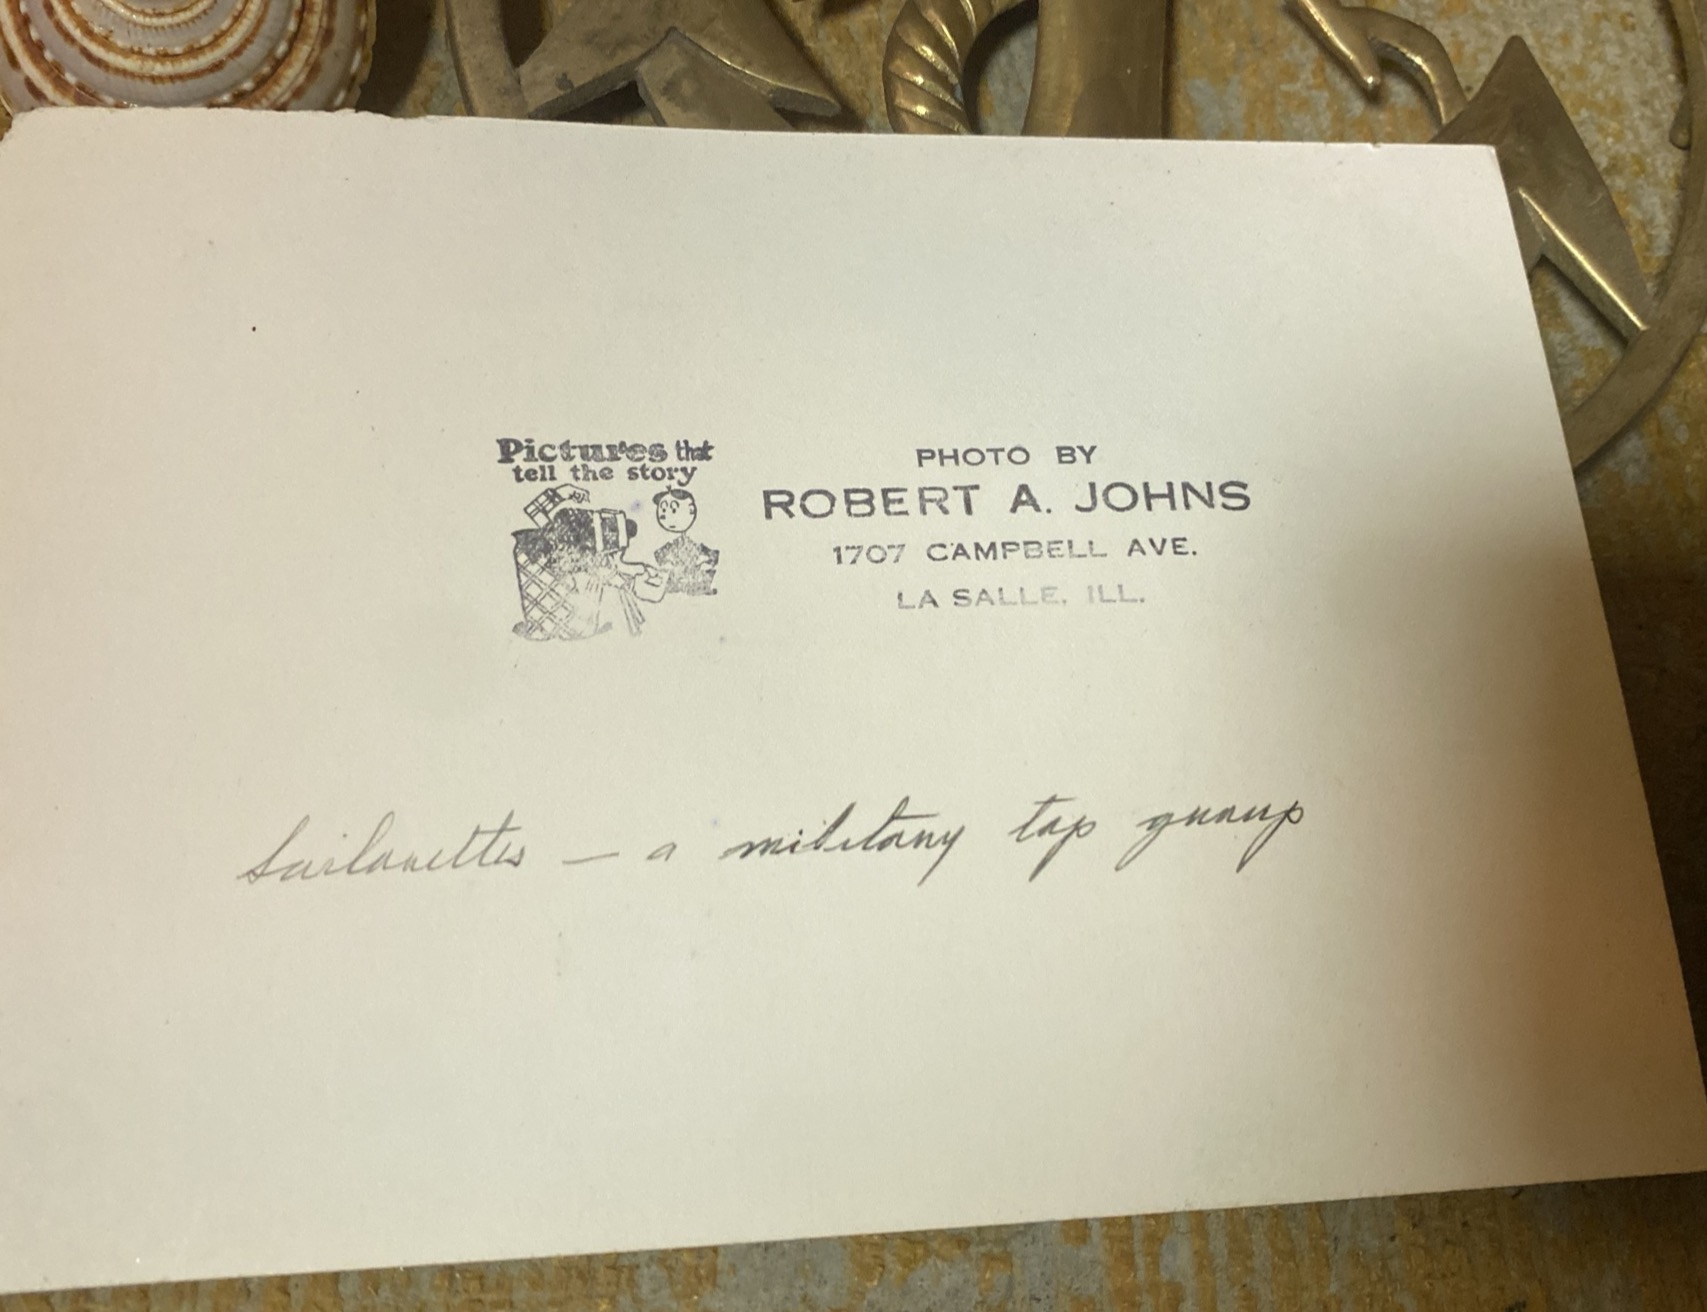 Pictures that
tell the story
PHOTO BY
ROBERT A. JOHNS
1707 CAMPBELL AVE.
LA SALLE, ILL.
Sailorettes — a military tap group